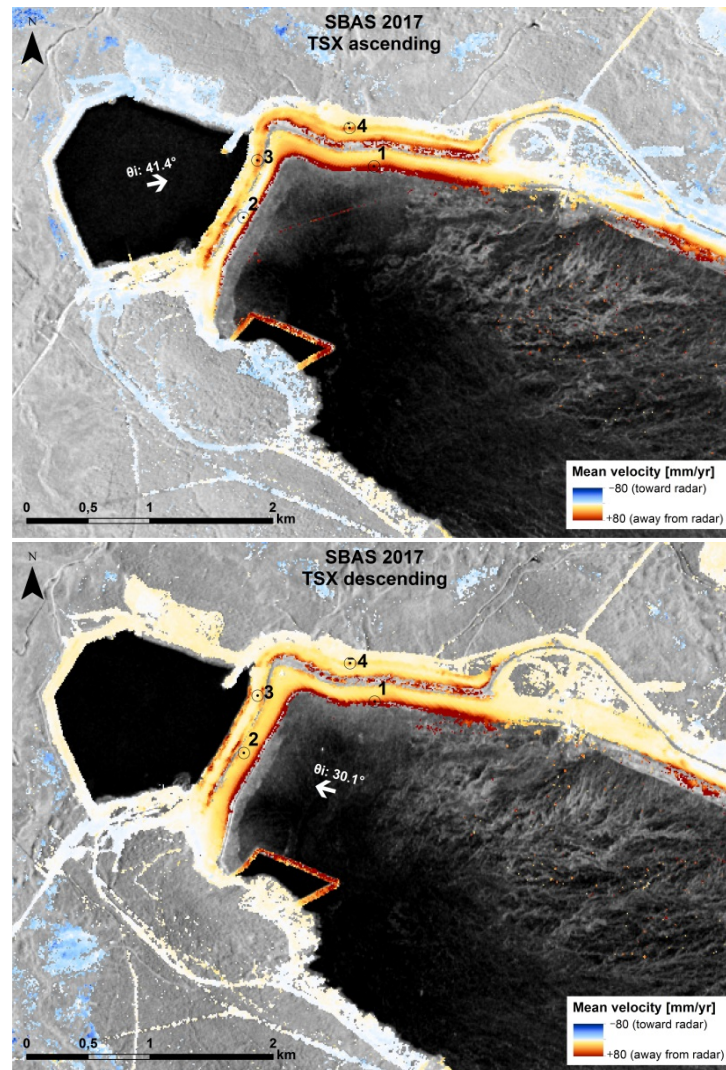 SBAS 2017
TSX ascending
N
4
3
1
θi: 41.4°
2
Mean velocity [mm/yr]
−80 (toward radar)
+80 (away from radar)
0 0,5 1 2
km
SBAS 2017
TSX descending
N
4
3
1
2
θi: 30.1°
Mean velocity [mm/yr]
−80 (toward radar)
+80 (away from radar)
0 0,5 1 2
km